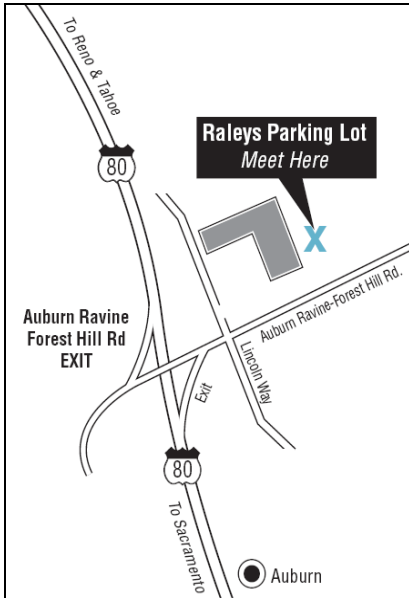 To Reno & Tahoe
80
Raleys Parking Lot
Meet Here
X
Auburn Ravine
Forest Hill Rd
EXIT
Auburn Ravine-Forest Hill Rd.
Lincoln Way
Exit
80
To Sacramento
Auburn